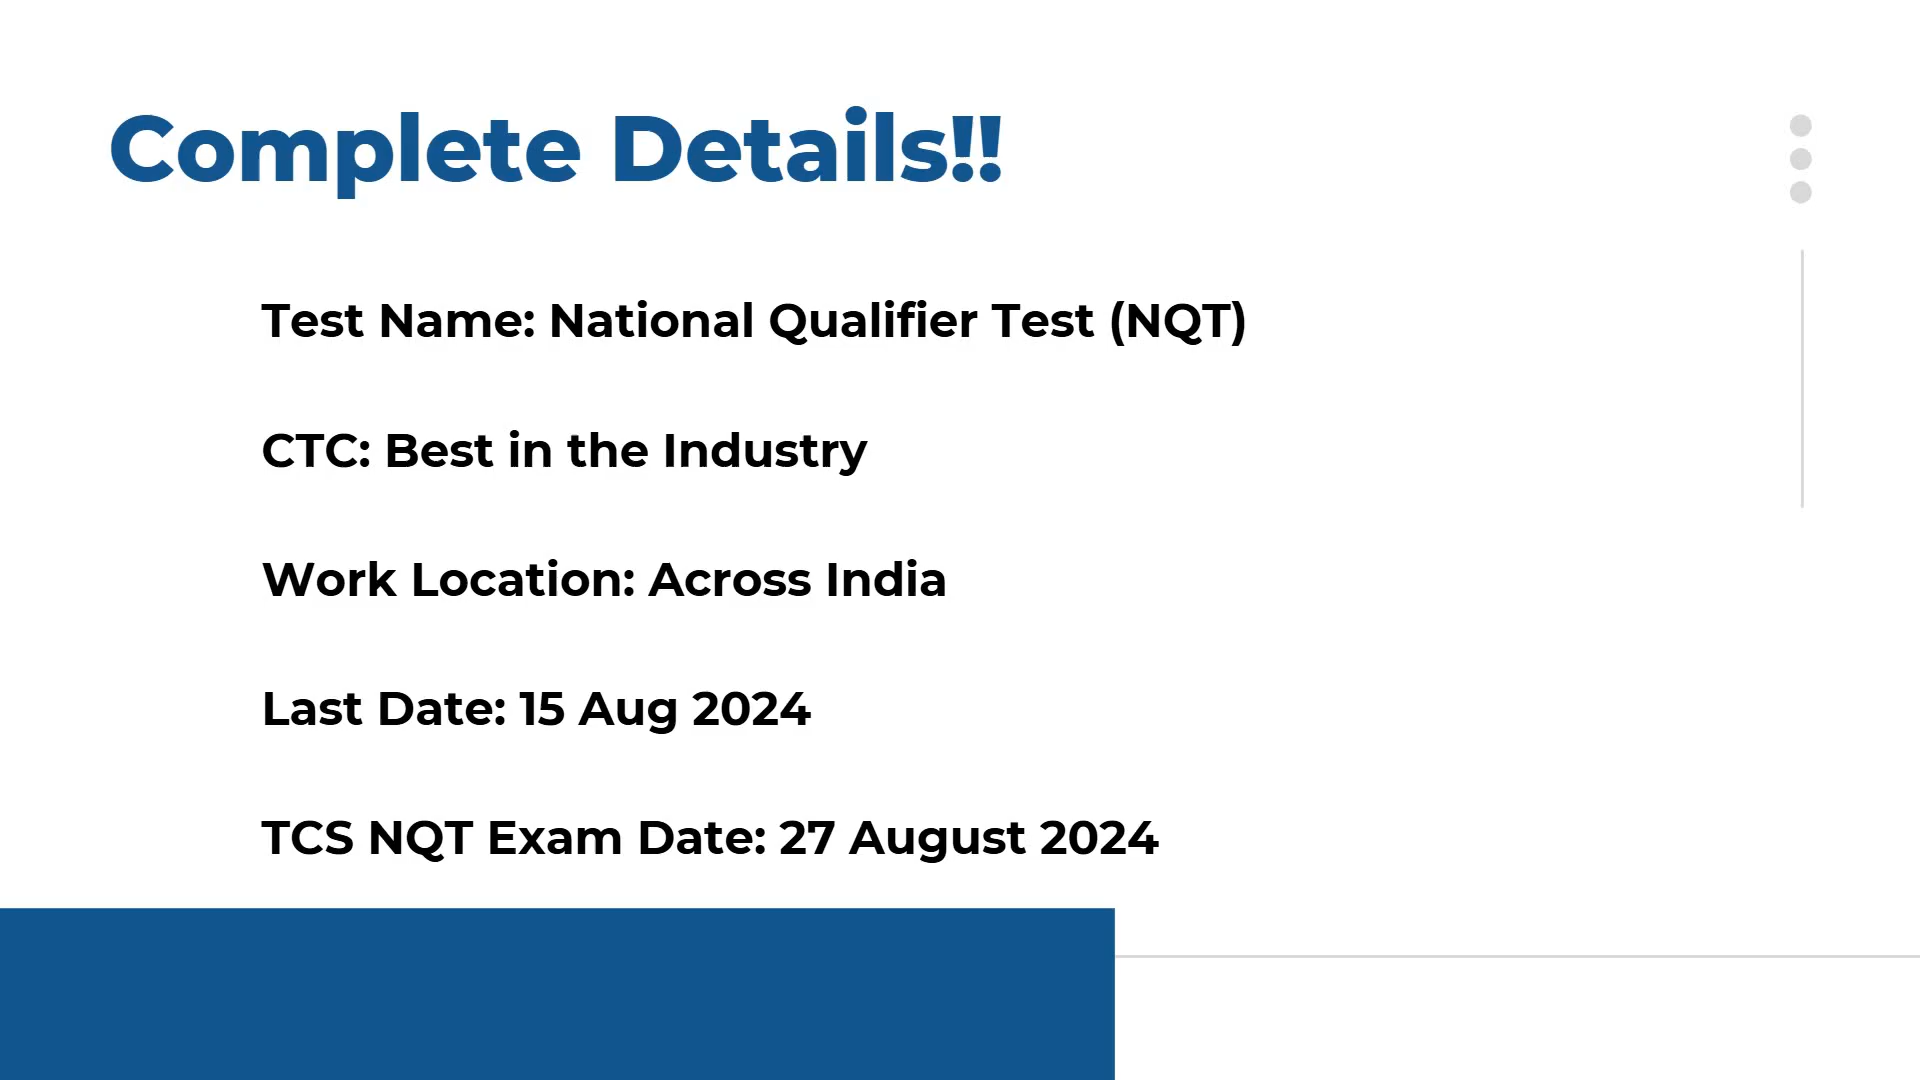 Complete Details!!
Test Name: National Qualifier Test (NQT)
CTC: Best in the Industry
Work Location: Across India
Last Date: 15 Aug 2024
TCS NQT Exam Date: 27 August 2024